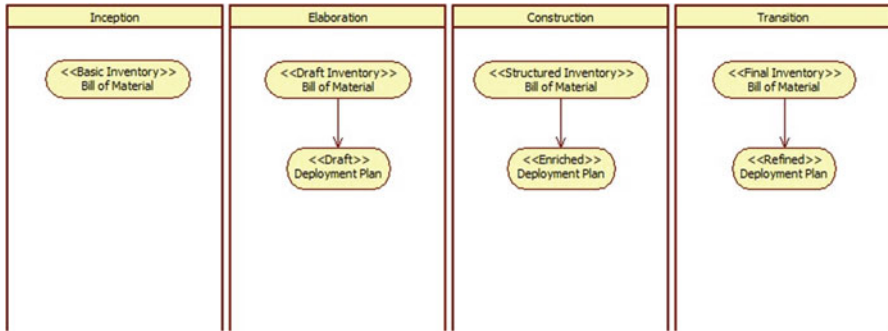 Inception
<<Basic Inventory>>
Bill of Material
Elaboration
<<Draft Inventory>>
Bill of Material
<<Draft>>
Deployment Plan
Construction
<<Structured Inventory>>
Bill of Material
<<Enriched>>
Deployment Plan
Transition
<<Final Inventory>>
Bill of Material
<<Refined>>
Deployment Plan